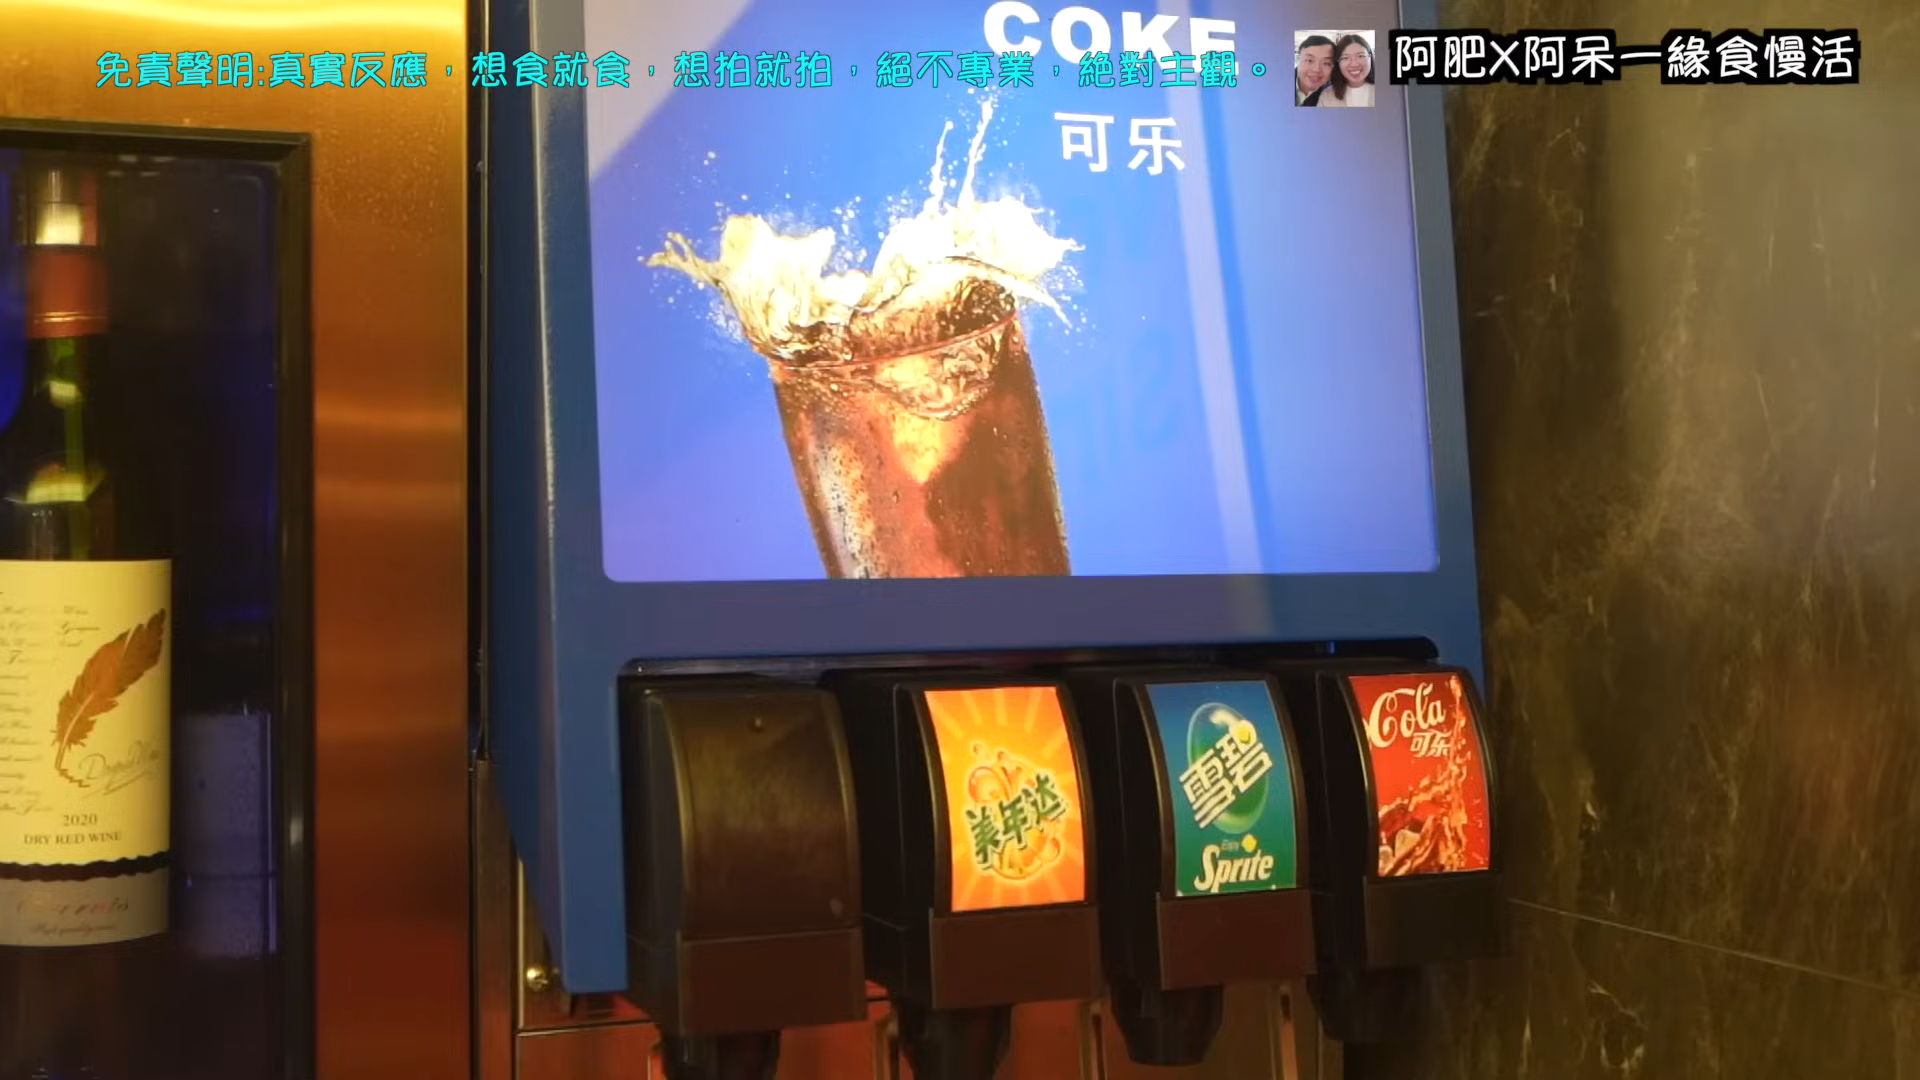 COKE
免責聲明:真實反應，想食就食，想拍就拍，絕不專業，絶對主觀。
阿肥X阿呆一緣食慢活
可乐
美年达
雪碧
Enjoy
Sprite
Cola
可乐
2020
DRY RED WINE